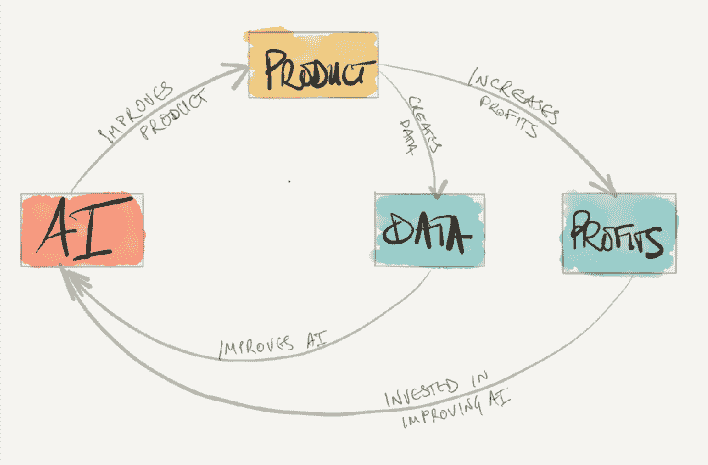 PRODUCT
IMPROVES
PRODUCT
CREATES
DATA
INCREASES
PROFITS
AI
DATA
PROFITS
IMPROVES AI
INVESTED IN
IMPROVING AI